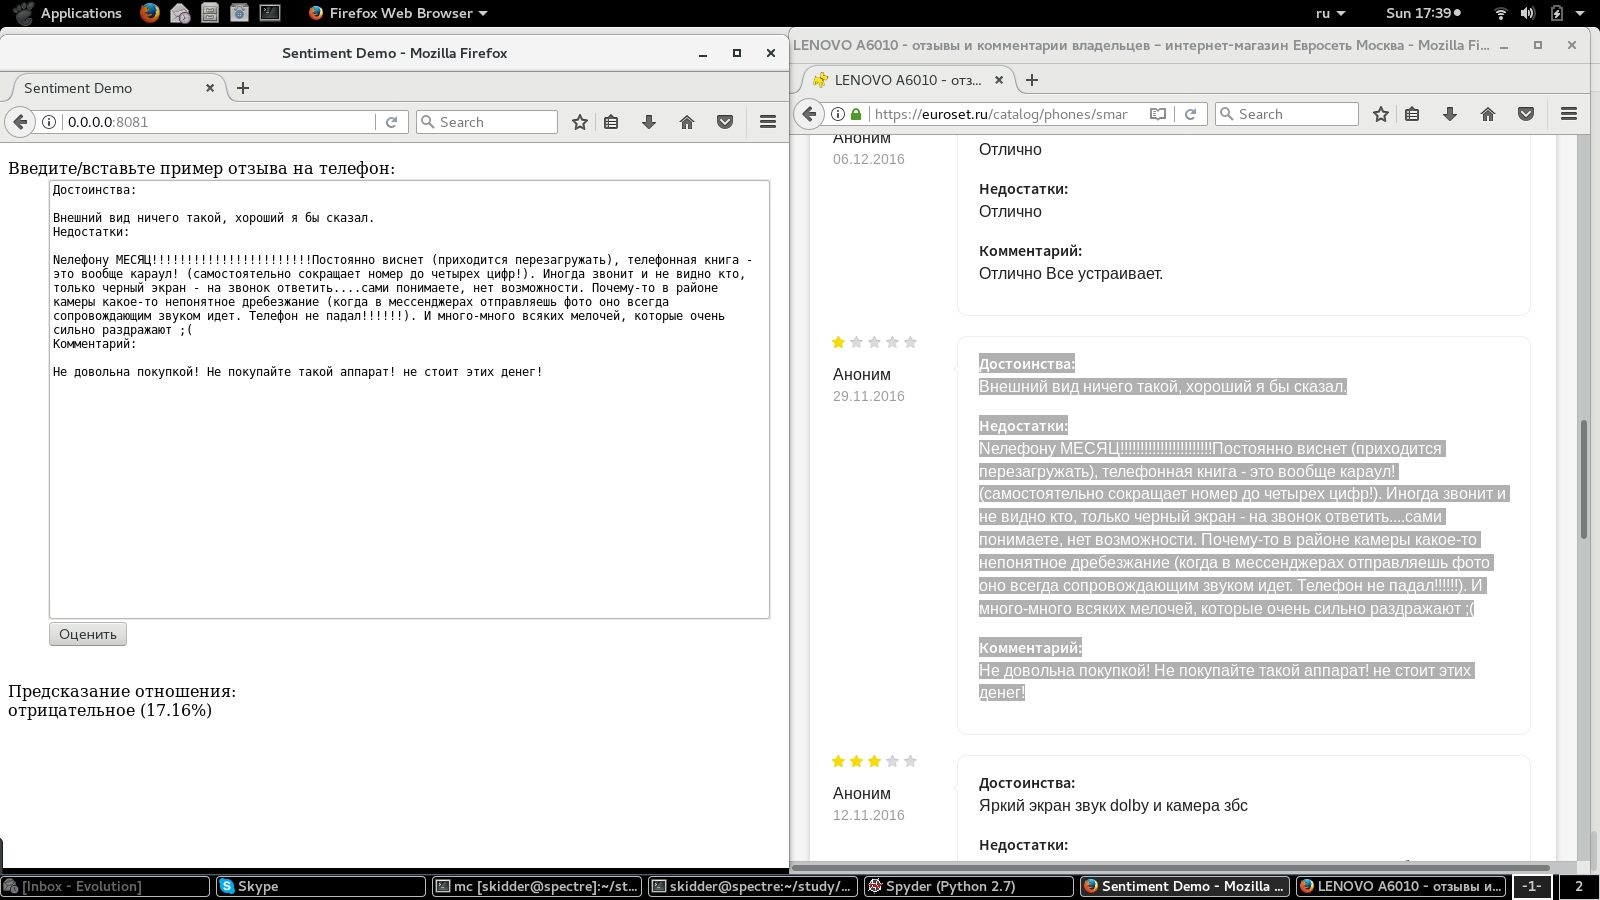 Applications
Firefox Web Browser
ru
Sun 17:39
Sentiment Demo - Mozilla Firefox
Sentiment Demo
0.0.0.0:8081
Search
Введите/вставьте пример отзыва на телефон:
Достоинства:
Внешний вид ничего такой, хороший я бы сказал.
Недостатки:
Nелефону МЕСЯЦ!!!!!!!!!!!!!!!!!!!!!!!Постоянно виснет (приходится перезагружать), телефонная книга -
это вообще караул! (самостоятельно сокращает номер до четырех цифр!). Иногда звонит и не видно кто,
только черный экран - на звонок ответить....сами понимаете, нет возможности. Почему-то в районе
камеры какое-то непонятное дребезжание (когда в мессенджерах отправляешь фото оно всегда
сопровождающим звуком идет. Телефон не падал!!!!!!). И много-много всяких мелочей, которые очень
сильно раздражают ;(
Комментарий:
Не довольна покупкой! Не покупайте такой аппарат! не стоит этих денег!
Оценить
Предсказание отношения:
отрицательное (17.16%)
LENOVO A6010 - отзывы и комментарии владельцев – интернет-магазин Евросеть Москва - Mozilla Fi...
LENOVO A6010 - отз...
https://euroset.ru/catalog/phones/smar
Search
Аноним
06.12.2016
Отлично
Недостатки:
Отлично
Комментарий:
Отлично Все устраивает.
Аноним
29.11.2016
Достоинства:
Внешний вид ничего такой, хороший я бы сказал.
Недостатки:
Nелефону МЕСЯЦ!!!!!!!!!!!!!!!!!!!!!!!Постоянно виснет (приходится
перезагружать), телефонная книга - это вообще караул!
(самостоятельно сокращает номер до четырех цифр!). Иногда звонит и
не видно кто, только черный экран - на звонок ответить....сами
понимаете, нет возможности. Почему-то в районе камеры какое-то
непонятное дребезжание (когда в мессенджерах отправляешь фото
оно всегда сопровождающим звуком идет. Телефон не падал!!!!!!). И
много-много всяких мелочей, которые очень сильно раздражают ;(
Комментарий:
Не довольна покупкой! Не покупайте такой аппарат! не стоит этих
денег!
Аноним
12.11.2016
Достоинства:
Яркий экран звук dolby и камера збс
Недостатки:
[Inbox - Evolution]
Skype
mc [skidder@spectre]:~/st...
skidder@spectre:~/study/...
Spyder (Python 2.7)
Sentiment Demo - Mozilla ...
LENOVO A6010 - отзывы и...
-1-
2